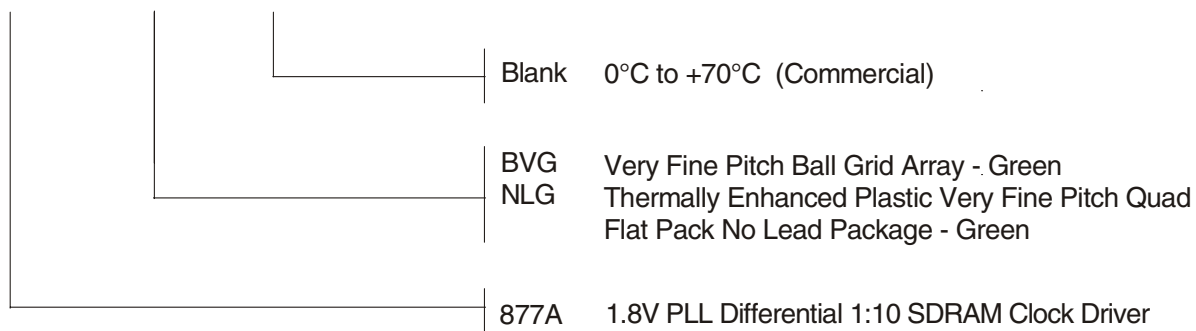 Blank 0°C to +70°C (Commercial)
BVG Very Fine Pitch Ball Grid Array - Green
NLG Thermally Enhanced Plastic Very Fine Pitch Quad
Flat Pack No Lead Package - Green
877A 1.8V PLL Differential 1:10 SDRAM Clock Driver